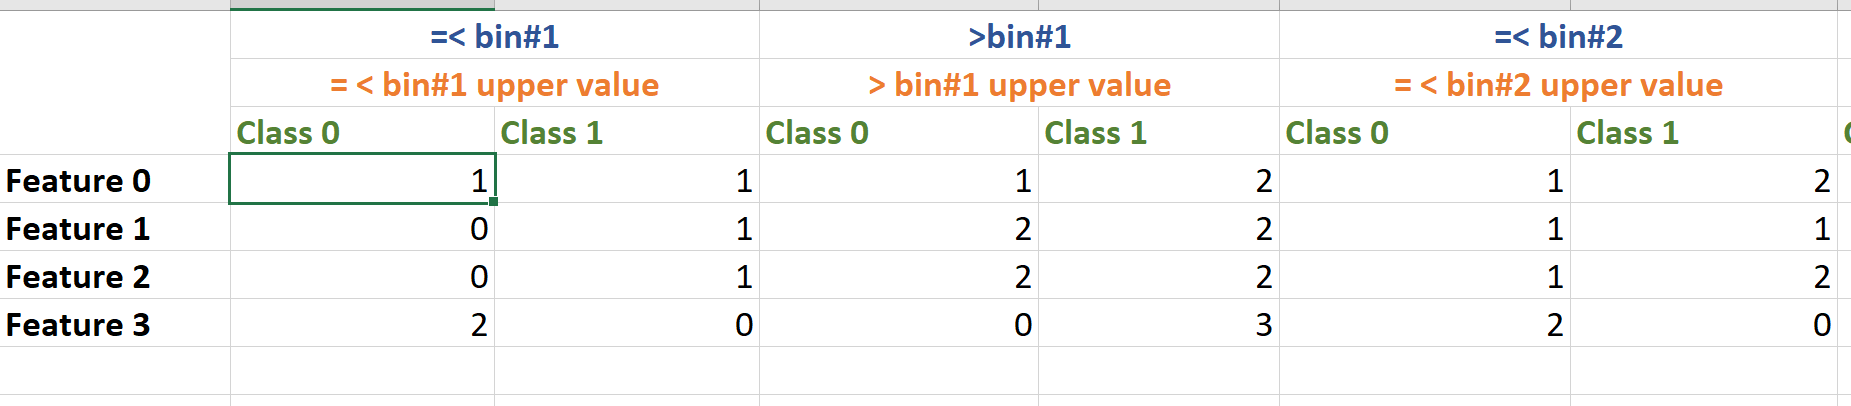 =< bin#1 >bin#1 =< bin#2
= < bin#1 upper value > bin#1 upper value = < bin#2 upper value
Class 0 Class 1 Class 0 Class 1 Class 0 Class 1
Feature 0 1 1 1 2 1 2
Feature 1 0 1 2 2 1 1
Feature 2 0 1 2 2 1 2
Feature 3 2 0 0 3 2 0